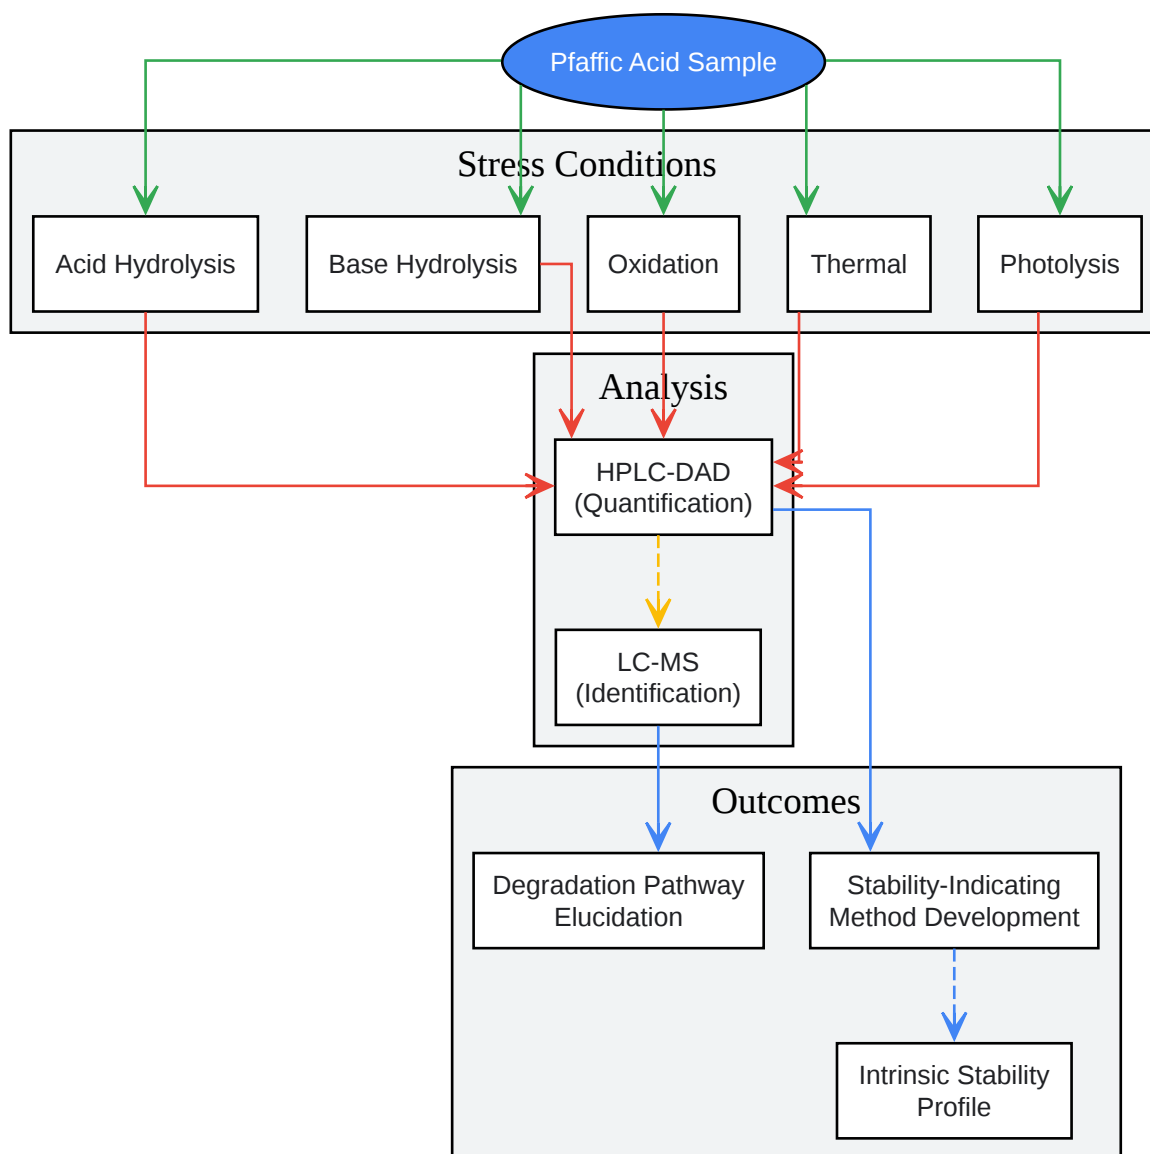 Pfaffic Acid Sample
Stress Conditions
Acid Hydrolysis
Base Hydrolysis
Oxidation
Thermal
Photolysis
Analysis
HPLC-DAD
(Quantification)
LC-MS
(Identification)
Outcomes
Degradation Pathway
Elucidation
Stability-Indicating
Method Development
Intrinsic Stability
Profile